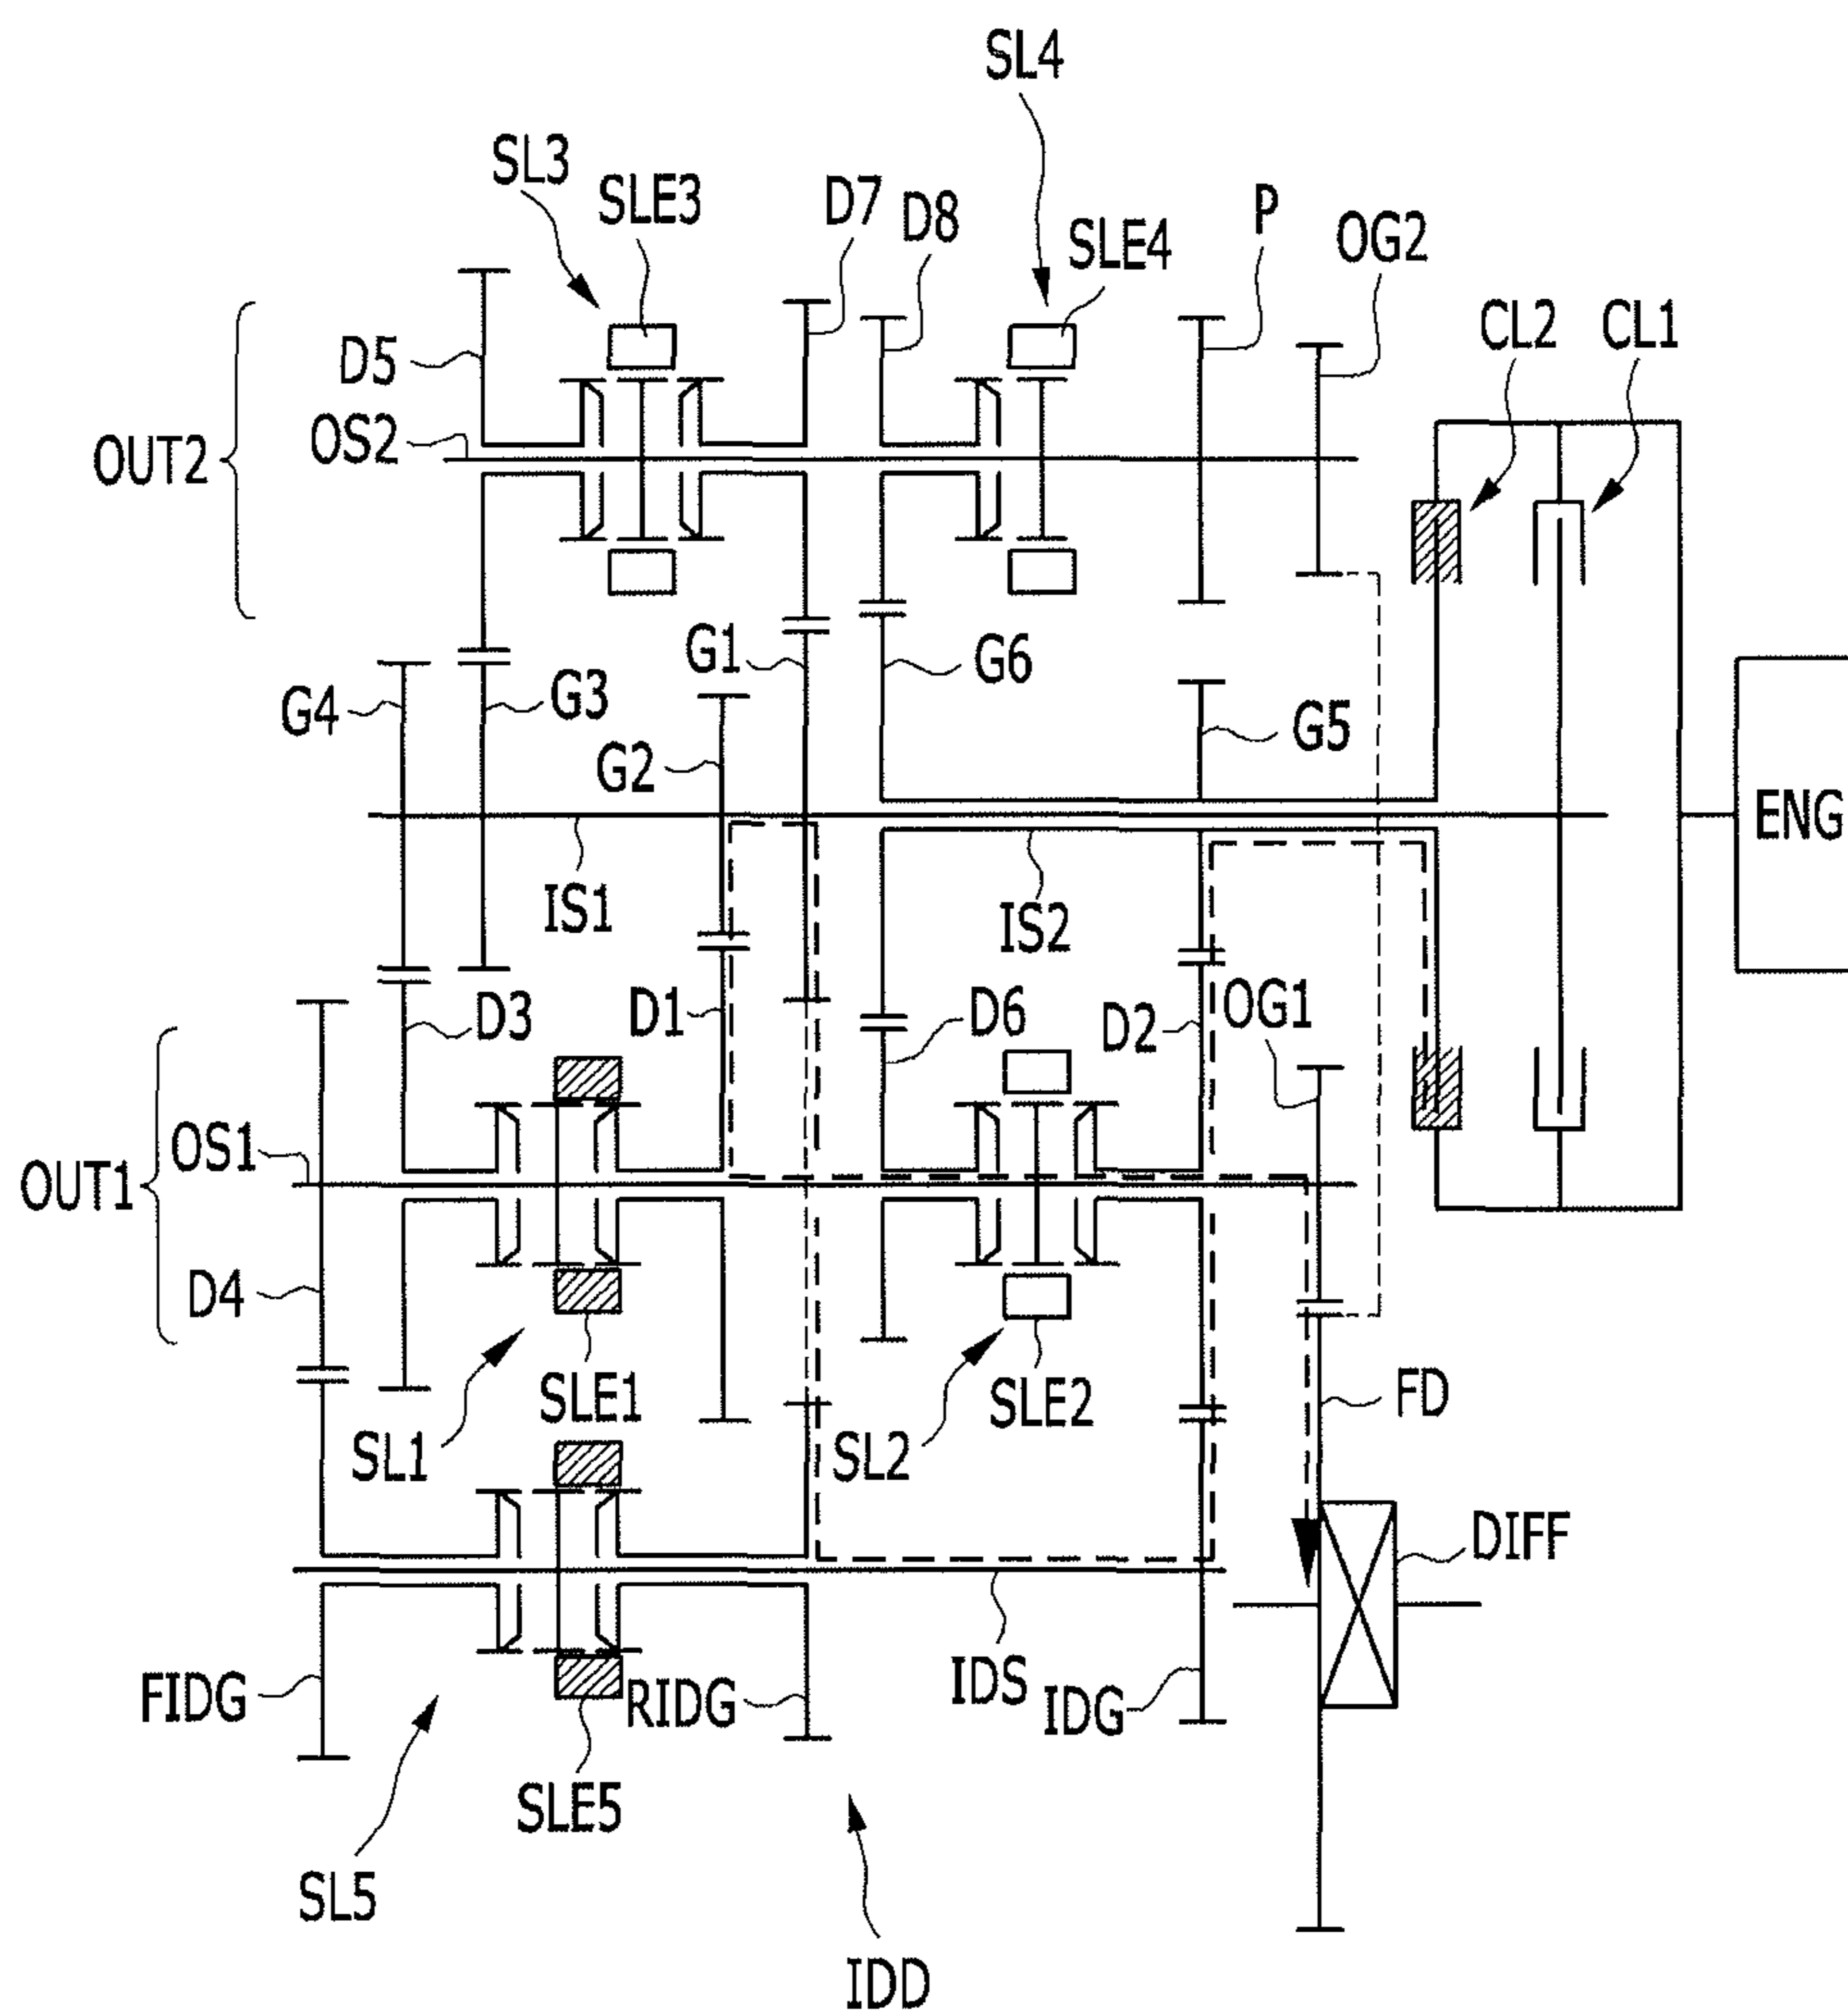 SL4
SL3
SLE3
D7
D8
SLE4
P
OG2
CL2
CL1
D5
OS2
OUT2
G1
G6
G4
G3
G2
G5
ENG
IS1
IS2
D3
D1
D6
D2
OG1
OS1
OUT1
D4
SLE1
SLE2
FD
SL1
SL2
DIFF
FIDG
RIDG
IDS
IDG
SLE5
SL5
IDD